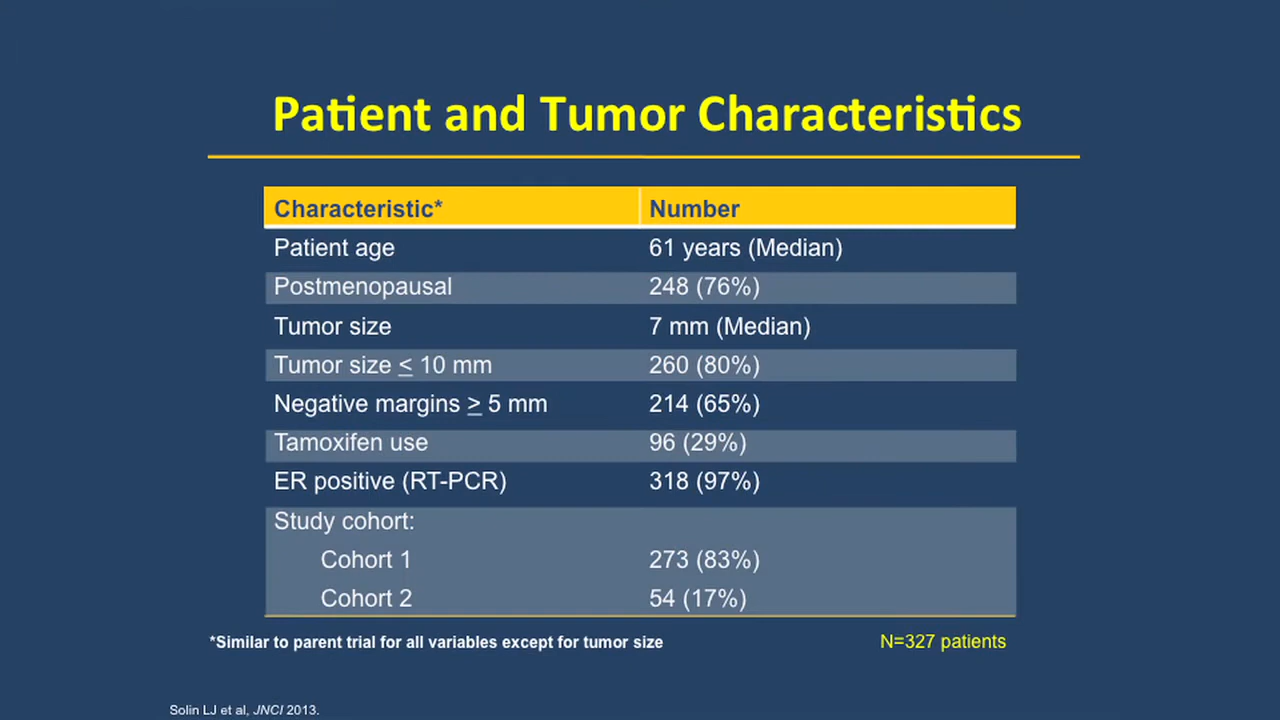 Patient and Tumor Characteristics
Characteristic* Number
Patient age 61 years (Median)
Postmenopausal 248 (76%)
Tumor size 7 mm (Median)
Tumor size ≤ 10 mm 260 (80%)
Negative margins ≥ 5 mm 214 (65%)
Tamoxifen use 96 (29%)
ER positive (RT-PCR) 318 (97%)
Study cohort:
Cohort 1 273 (83%)
Cohort 2 54 (17%)
*Similar to parent trial for all variables except for tumor size N=327 patients
Solin LJ et al, JNCI 2013.